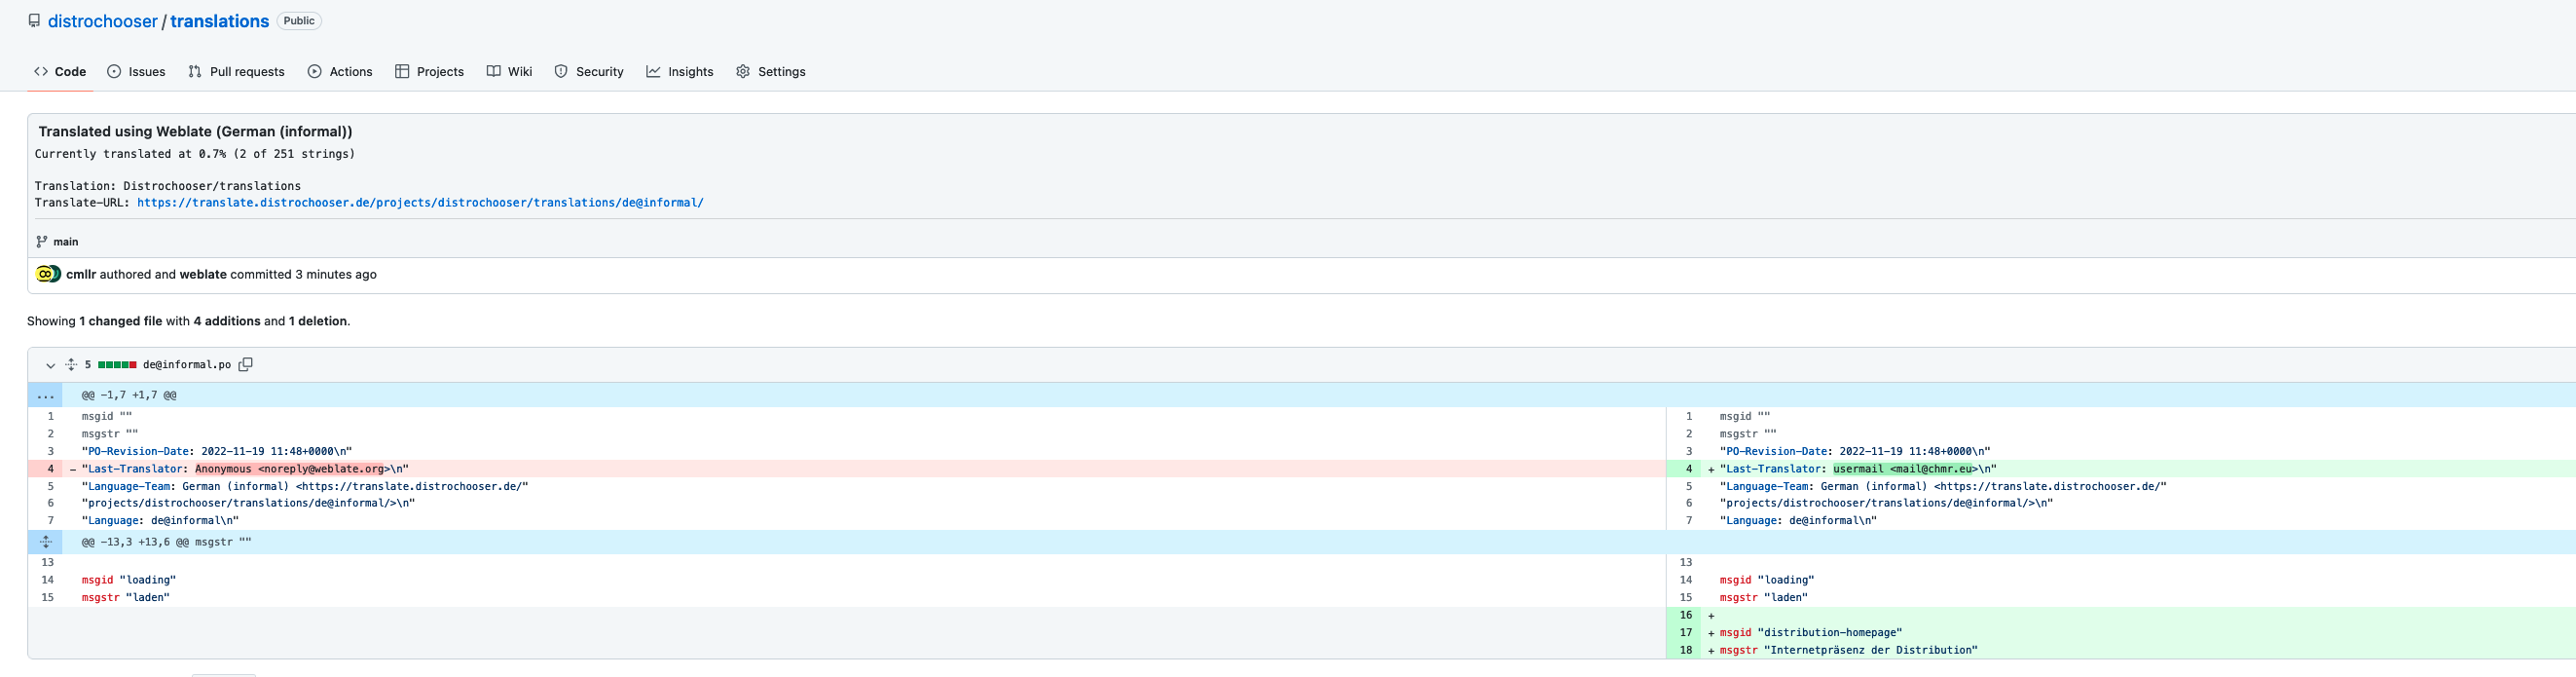 distrochooser / translations Public
Code Issues Pull requests Actions Projects Wiki Security Insights Settings
Translated using Weblate (German (informal))
Currently translated at 0.7% (2 of 251 strings)
Translation: Distrochooser/translations
Translate-URL: https://translate.distrochooser.de/projects/distrochooser/translations/de@informal/
main
cmllr authored and weblate committed 3 minutes ago
Showing 1 changed file with 4 additions and 1 deletion.
5 de@informal.po
... @@ -1,7 +1,7 @@
1 msgid ""
2 msgstr ""
3 "PO-Revision-Date: 2022-11-19 11:48+0000\n"
4 - "Last-Translator: Anonymous <noreply@weblate.org>\n"
5 "Language-Team: German (informal) <https://translate.distrochooser.de/"
6 "projects/distrochooser/translations/de@informal/>\n"
7 "Language: de@informal\n"
1 msgid ""
2 msgstr ""
3 "PO-Revision-Date: 2022-11-19 11:48+0000\n"
4 + "Last-Translator: usermail <mail@chmr.eu>\n"
5 "Language-Team: German (informal) <https://translate.distrochooser.de/"
6 "projects/distrochooser/translations/de@informal/>\n"
7 "Language: de@informal\n"
@@ -13,3 +13,6 @@ msgstr ""
13
14 msgid "loading"
15 msgstr "laden"
13
14 msgid "loading"
15 msgstr "laden"
16 +
17 + msgid "distribution-homepage"
18 + msgstr "Internetpräsenz der Distribution"